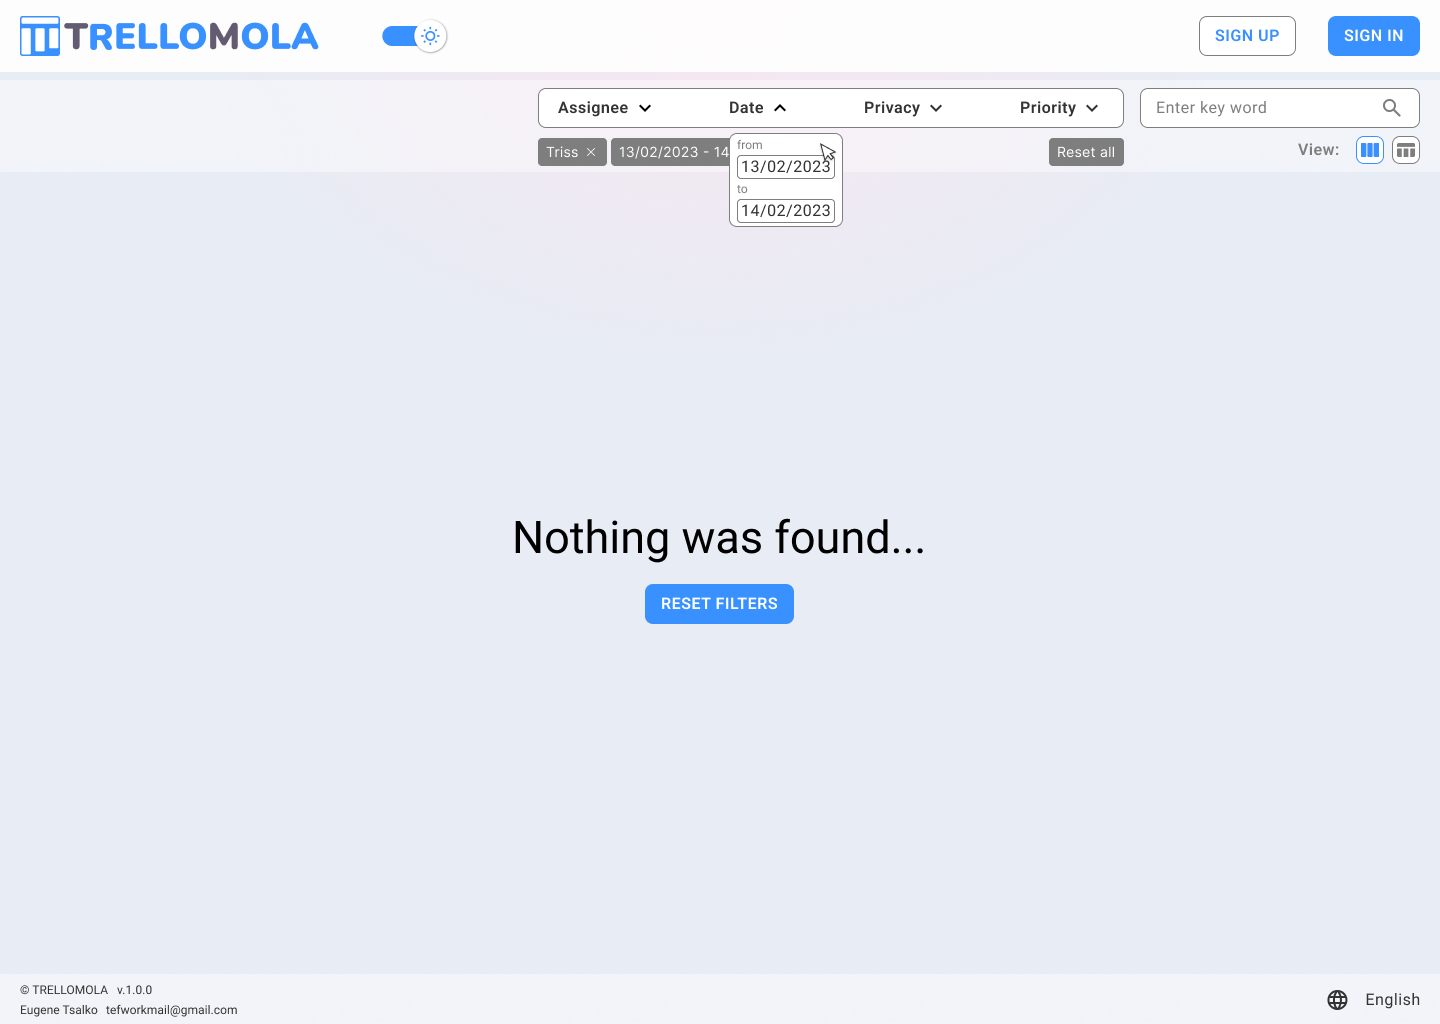 TRELLOMOLA
SIGN UP
SIGN IN
Assignee
Date
Privacy
Priority
Enter key word
Triss
13/02/2023 - 14
from
13/02/2023
to
14/02/2023
Reset all
View:
Nothing was found...
RESET FILTERS
© TRELLOMOLA v.1.0.0
Eugene Tsalko tefworkmail@gmail.com
English